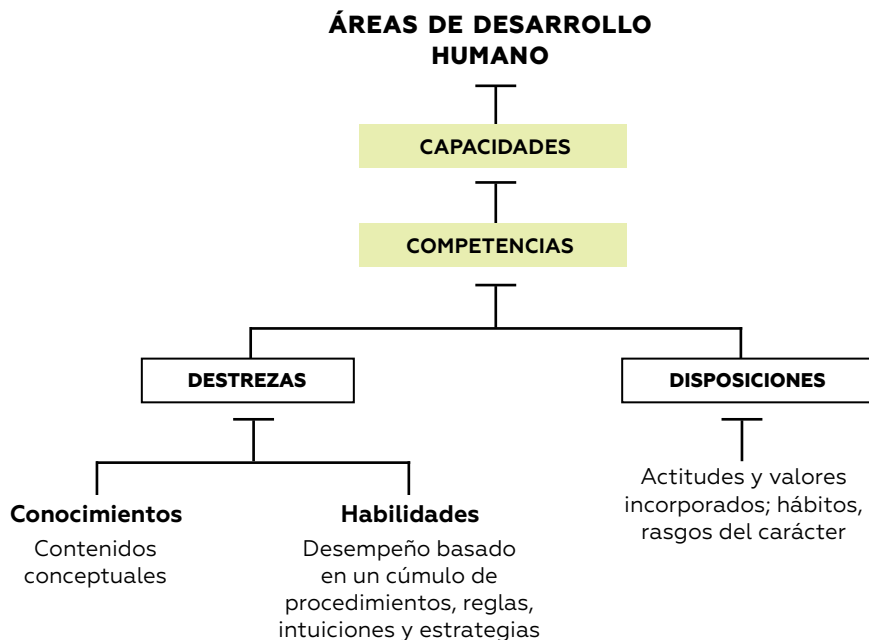 ÁREAS DE DESARROLLO
HUMANO
CAPACIDADES
COMPETENCIAS
DESTREZAS
DISPOSICIONES
Conocimientos
Contenidos
conceptuales
Habilidades
Desempeño basado
en un cúmulo de
procedimientos, reglas,
intuiciones y estrategias
Actitudes y valores
incorporados; hábitos,
rasgos del carácter